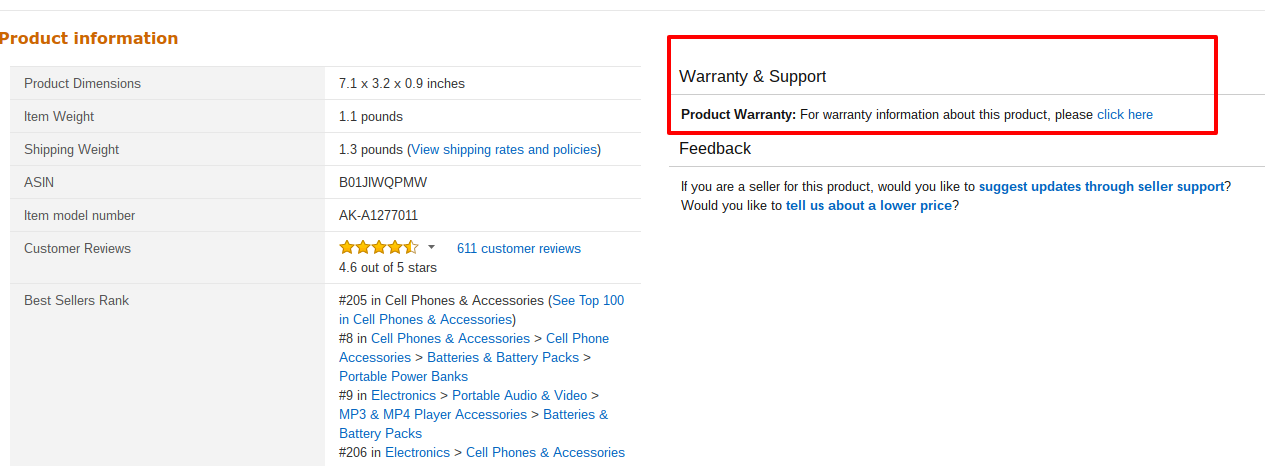 Product information
Product Dimensions 7.1 x 3.2 x 0.9 inches
Item Weight 1.1 pounds
Shipping Weight 1.3 pounds (View shipping rates and policies)
ASIN B01JIWQPMW
Item model number AK-A1277011
Customer Reviews 611 customer reviews
4.6 out of 5 stars
Best Sellers Rank #205 in Cell Phones & Accessories (See Top 100
in Cell Phones & Accessories)
#8 in Cell Phones & Accessories > Cell Phone
Accessories > Batteries & Battery Packs >
Portable Power Banks
#9 in Electronics > Portable Audio & Video >
MP3 & MP4 Player Accessories > Batteries &
Battery Packs
#206 in Electronics > Cell Phones & Accessories
Warranty & Support
Product Warranty: For warranty information about this product, please click here
Feedback
If you are a seller for this product, would you like to suggest updates through seller support?
Would you like to tell us about a lower price?